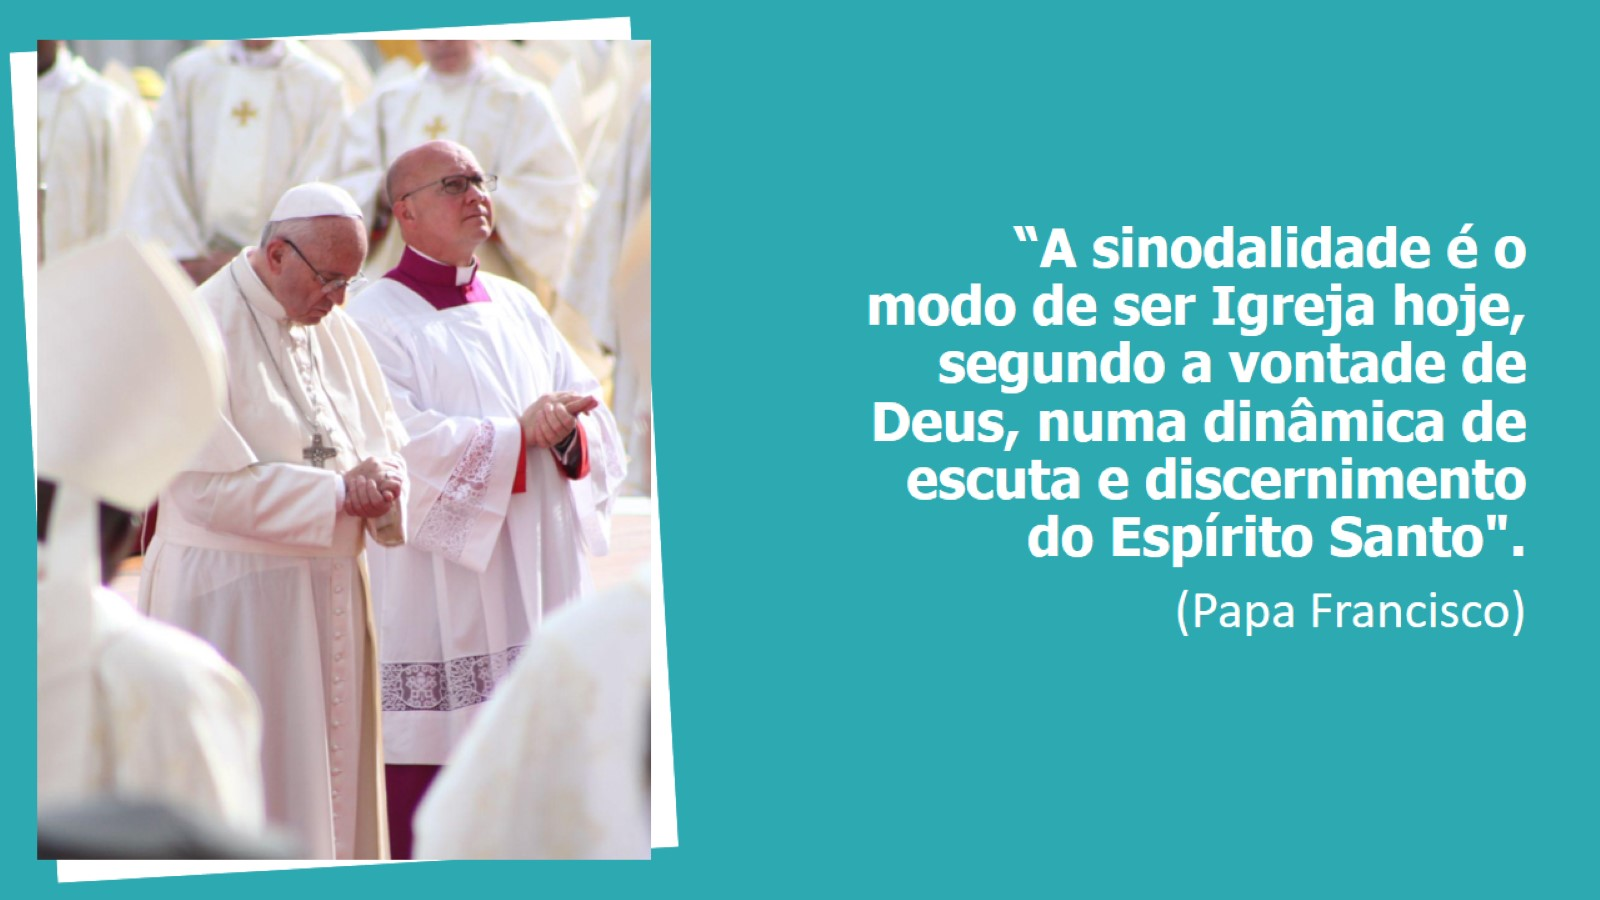 “A sinodalidade é o
modo de ser Igreja hoje,
segundo a vontade de
Deus, numa dinâmica de
escuta e discernimento
do Espírito Santo".
(Papa Francisco)